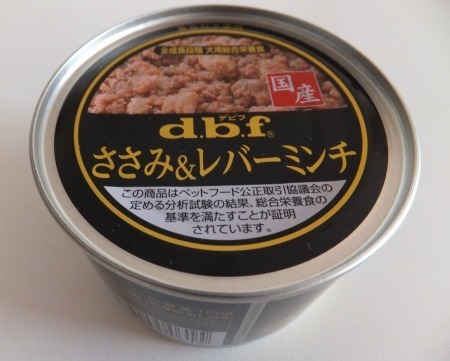 全成長段階 犬用総合栄養食
国産
デビフ
d.b.f
ささみ&レバーミンチ
この商品はペットフード公正取引協議会の
定める分析試験の結果、総合栄養食の
基準を満たすことが証明
されています。